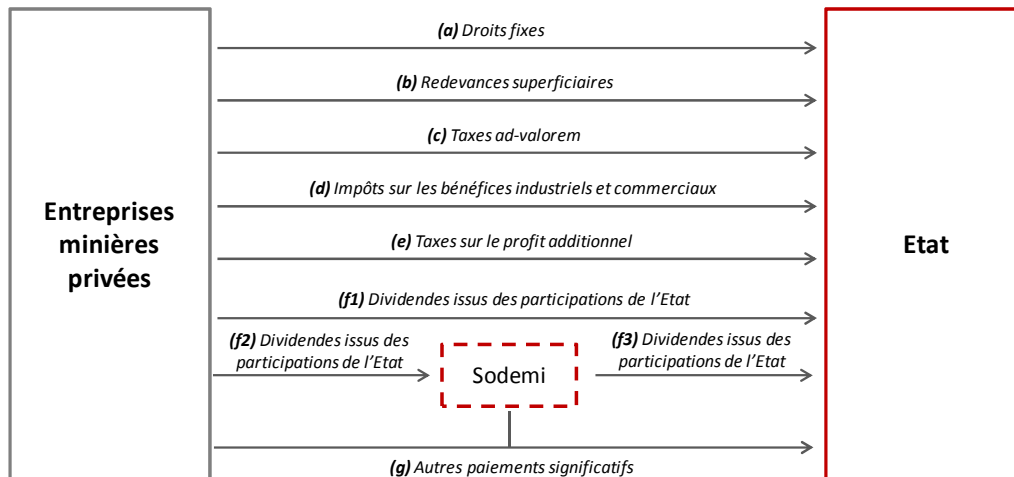 (a) Droits fixes
(b) Redevances superficiaires
(c) Taxes ad-valorem
(d) Impôts sur les bénéfices industriels et commerciaux
Entreprises
minières
privées
Etat
(e) Taxes sur le profit additionnel
(f1) Dividendes issus des participations de l’Etat
(f2) Dividendes issus des
participations de l’Etat
Sodemi
(f3) Dividendes issus des
participations de l’Etat
(g) Autres paiements significatifs